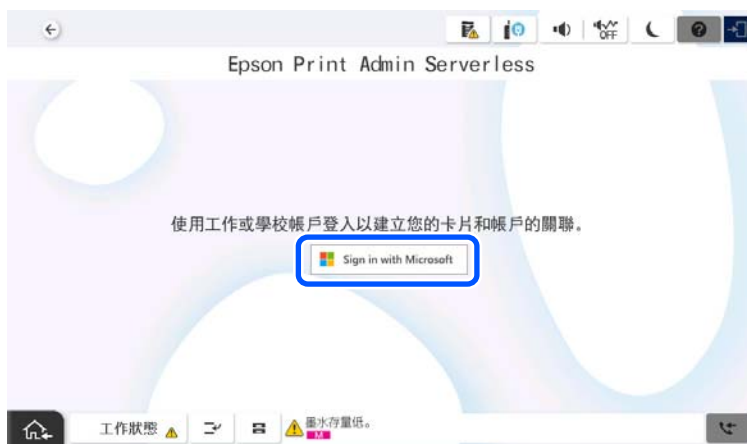 OFF
Epson Print Admin Serverless
使用工作或學校帳戶登入以建立您的卡片和帳戶的關聯。
Sign in with Microsoft
工作狀態
墨水存量低。
M